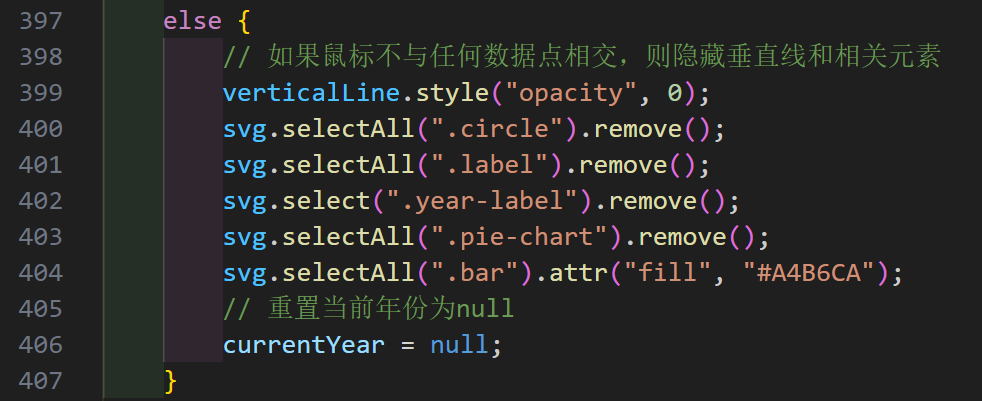 397 else {
398 // 如果鼠标不与任何数据点相交，则隐藏垂直线和相关元素
399 verticalLine.style("opacity", 0);
400 svg.selectAll(".circle").remove();
401 svg.selectAll(".label").remove();
402 svg.select(".year-label").remove();
403 svg.selectAll(".pie-chart").remove();
404 svg.selectAll(".bar").attr("fill", "#A4B6CA");
405 // 重置当前年份为null
406 currentYear = null;
407 }